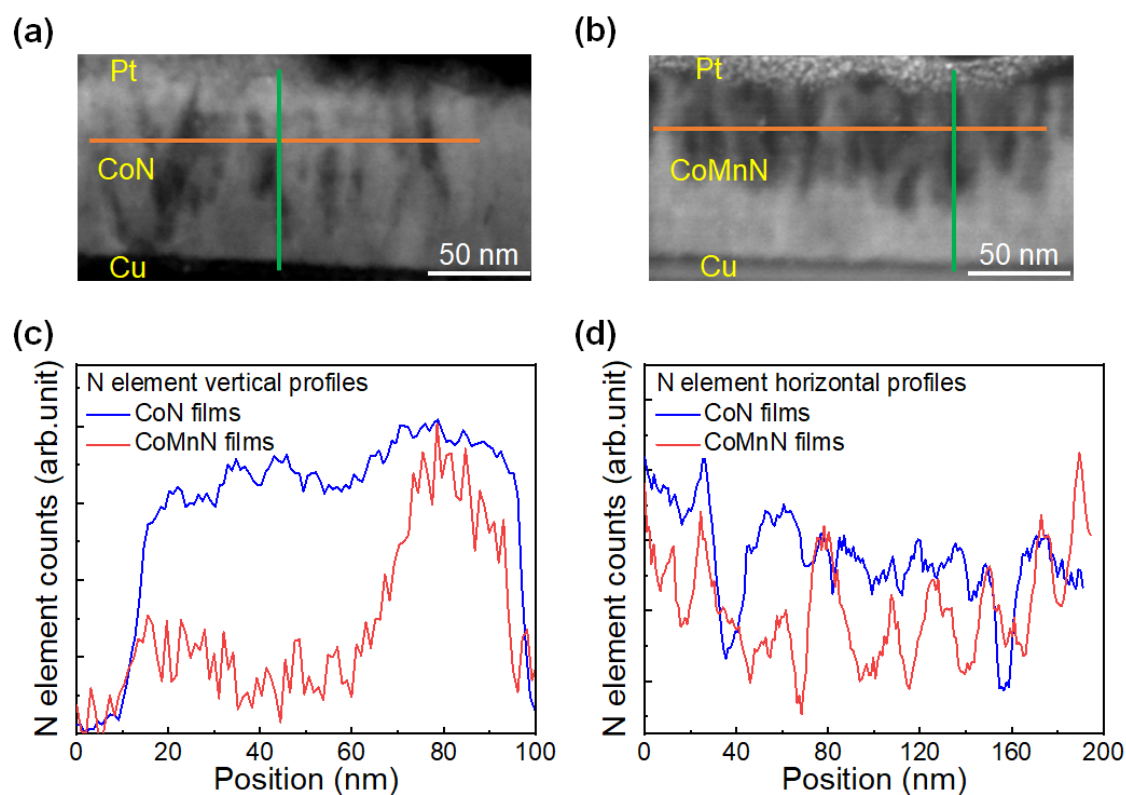 (a)
Pt
CoN
Cu
50 nm
(b)
Pt
CoMnN
Cu
50 nm
(c)
N element vertical profiles
CoN films
CoMnN films
N element counts (arb.unit)
0 20 40 60 80 100
Position (nm)
(d)
N element horizontal profiles
CoN films
CoMnN films
N element counts (arb.unit)
0 40 80 120 160 200
Position (nm)